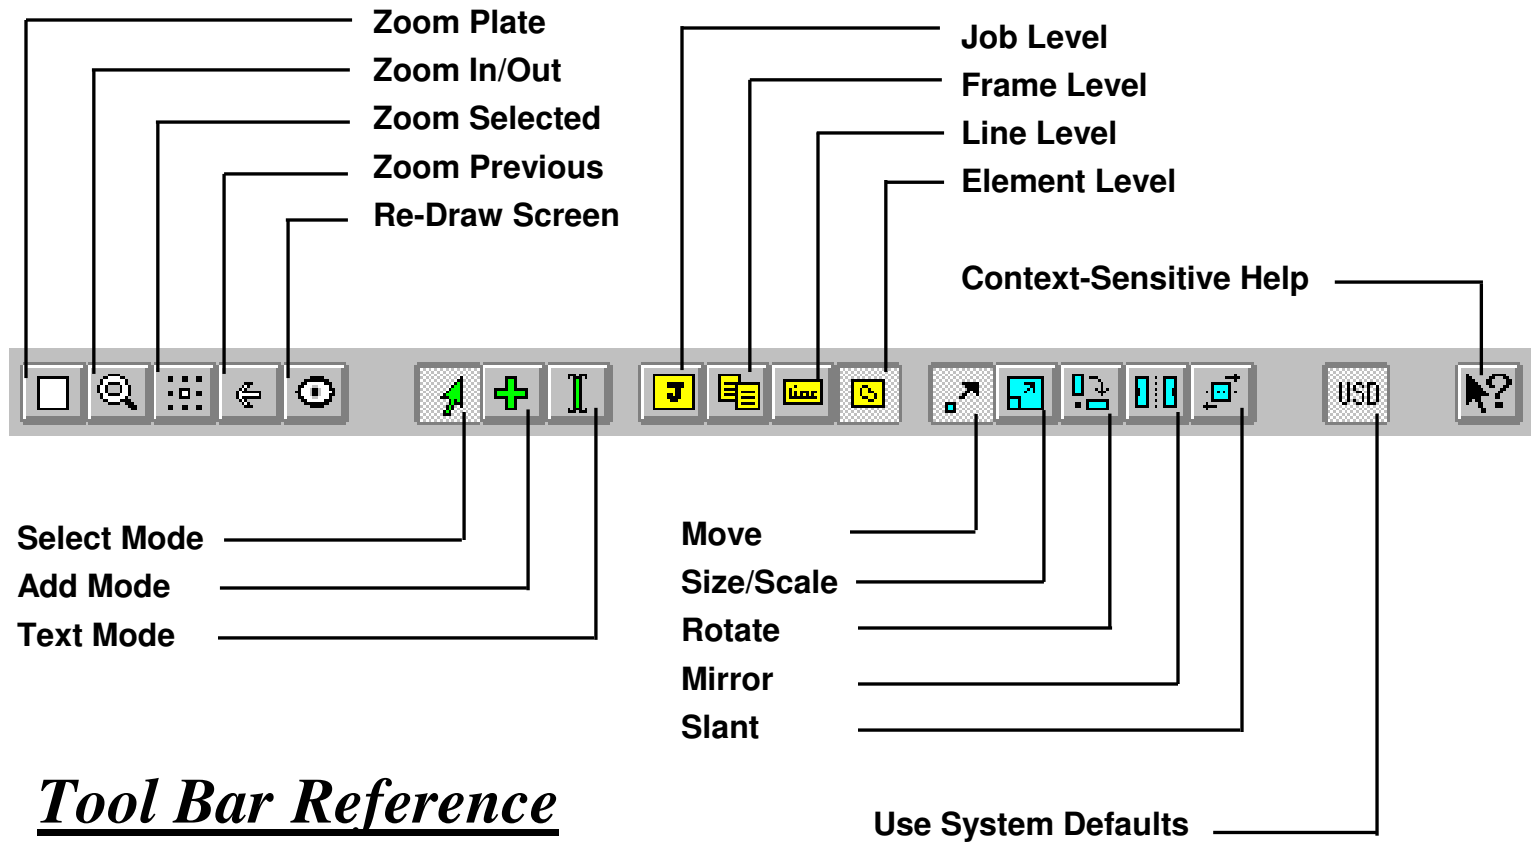 Zoom Plate
Zoom In/Out
Zoom Selected
Zoom Previous
Re-Draw Screen
Job Level
Frame Level
Line Level
Element Level
Context-Sensitive Help
J
Line
USD
?
Select Mode
Add Mode
Text Mode
Move
Size/Scale
Rotate
Mirror
Slant
Tool Bar Reference
Use System Defaults